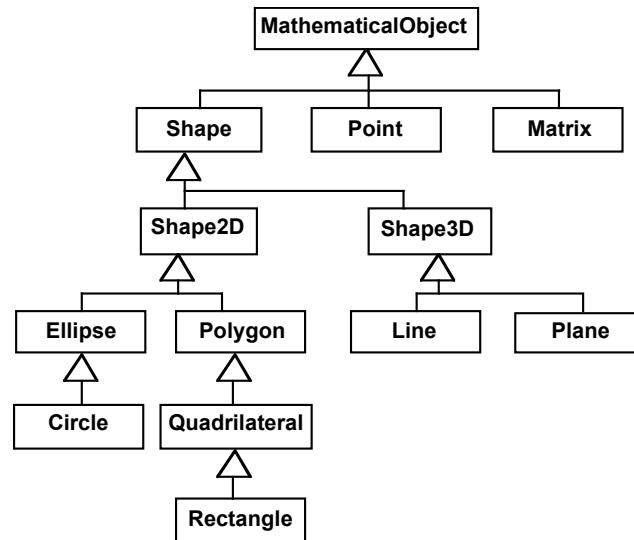 MathematicalObject
Shape
Point
Matrix
Shape2D
Shape3D
Ellipse
Polygon
Line
Plane
Circle
Quadrilateral
Rectangle